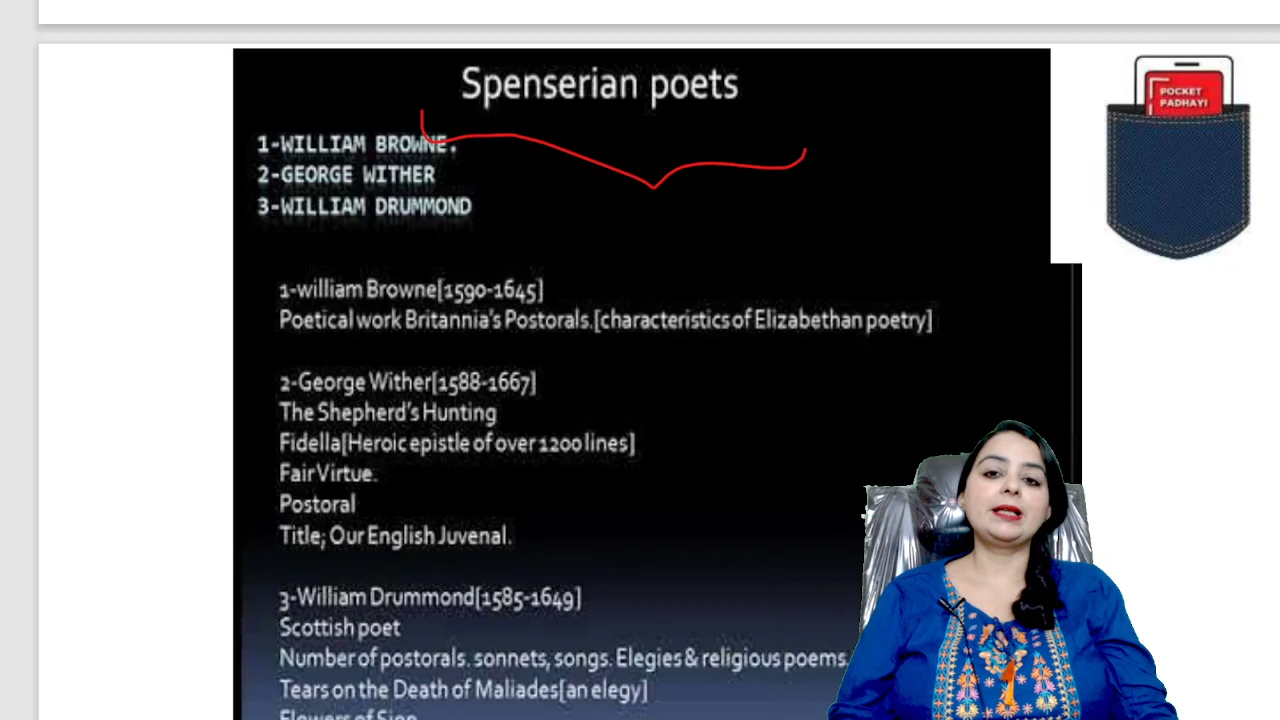 Spenserian poets
POCKET
PADHAYI
1-WILLIAM BROWNE.
2-GEORGE WITHER
3-WILLIAM DRUMMOND
1-william Browne[1590-1645]
Poetical work Britannia's Postorals.[characteristics of Elizabethan poetry]
2-George Wither[1588-1667]
The Shepherd's Hunting
Fidella[Heroic epistle of over 1200 lines]
Fair Virtue.
Postoral
Title; Our English Juvenal.
3-William Drummond[1585-1649]
Scottish poet
Number of postorals. sonnets, songs. Elegies & religious poems.
Tears on the Death of Maliades[an elegy]
Flowers of Sion